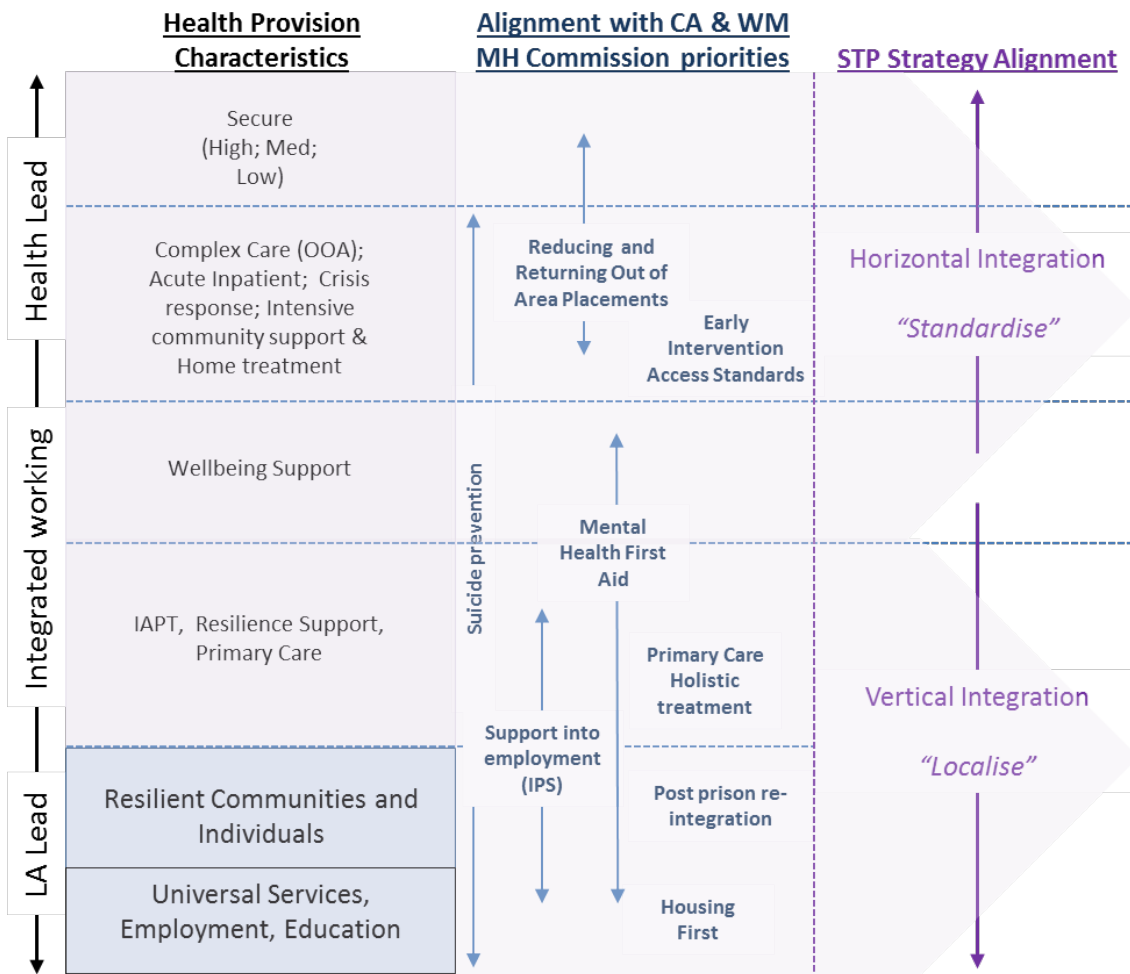 Health Provision
Characteristics
Alignment with CA & WM
MH Commission priorities
STP Strategy Alignment
Health Lead
Integrated working
LA Lead
Secure
(High; Med;
Low)
Complex Care (OOA);
Acute Inpatient; Crisis
response; Intensive
community support &
Home treatment
Wellbeing Support
IAPT, Resilience Support,
Primary Care
Resilient Communities and
Individuals
Universal Services,
Employment, Education
Suicide prevention
Reducing and
Returning Out of
Area Placements
Early
Intervention
Access Standards
Mental
Health First
Aid
Primary Care
Holistic
treatment
Support into
employment
(IPS)
Post prison re-
integration
Housing
First
Horizontal Integration
“Standardise”
Vertical Integration
“Localise”